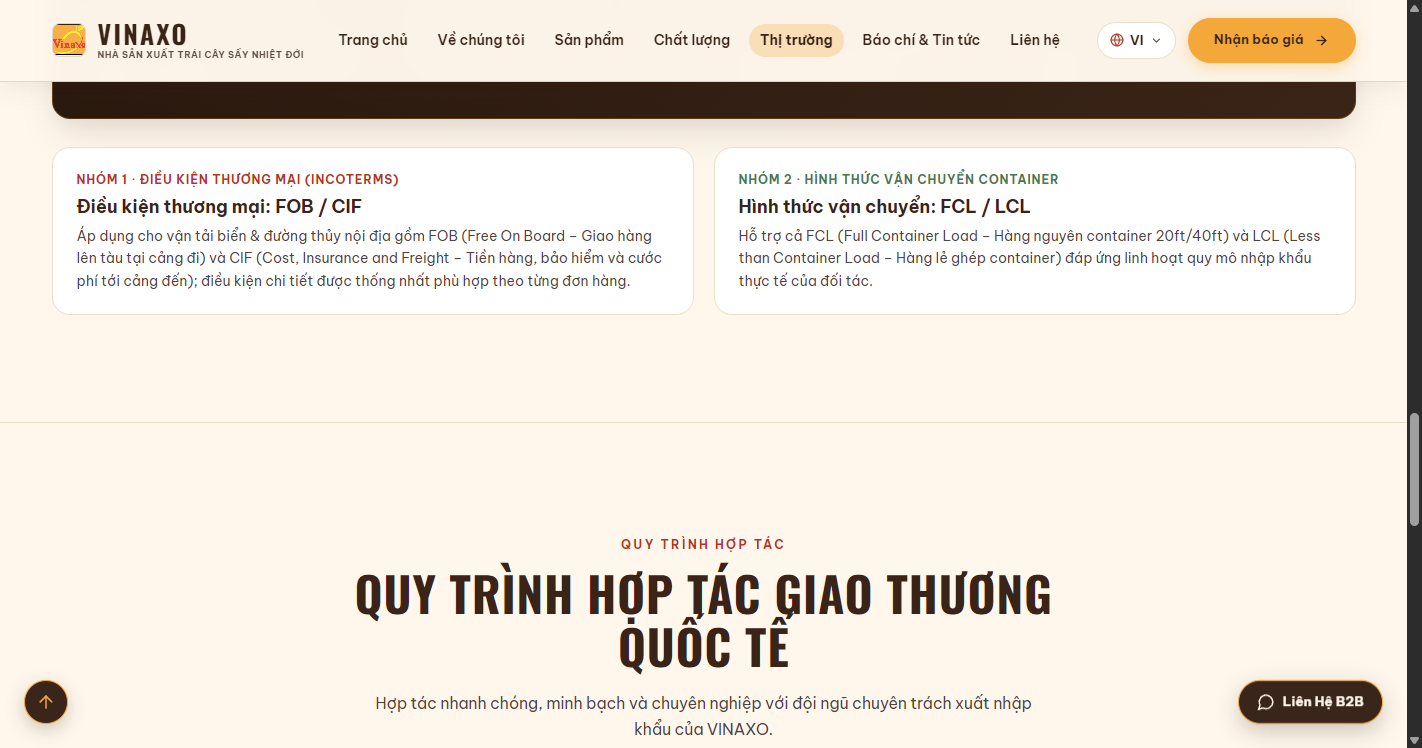 Vinaxo
VINAXO
NHÀ SẢN XUẤT TRÁI CÂY SẤY NHIỆT ĐỚI
Trang chủ
Về chúng tôi
Sản phẩm
Chất lượng
Thị trường
Báo chí & Tin tức
Liên hệ
VI
Nhận báo giá
NHÓM 1 · ĐIỀU KIỆN THƯƠNG MẠI (INCOTERMS)
Điều kiện thương mại: FOB / CIF
Áp dụng cho vận tải biển & đường thủy nội địa gồm FOB (Free On Board – Giao hàng
lên tàu tại cảng đi) và CIF (Cost, Insurance and Freight – Tiền hàng, bảo hiểm và cước
phí tới cảng đến); điều kiện chi tiết được thống nhất phù hợp theo từng đơn hàng.
NHÓM 2 · HÌNH THỨC VẬN CHUYỂN CONTAINER
Hình thức vận chuyển: FCL / LCL
Hỗ trợ cả FCL (Full Container Load – Hàng nguyên container 20ft/40ft) và LCL (Less
than Container Load – Hàng lẻ ghép container) đáp ứng linh hoạt quy mô nhập khẩu
thực tế của đối tác.
QUY TRÌNH HỢP TÁC
QUY TRÌNH HỢP TÁC GIAO THƯƠNG
QUỐC TẾ
Hợp tác nhanh chóng, minh bạch và chuyên nghiệp với đội ngũ chuyên trách xuất nhập
khẩu của VINAXO.
Liên Hệ B2B